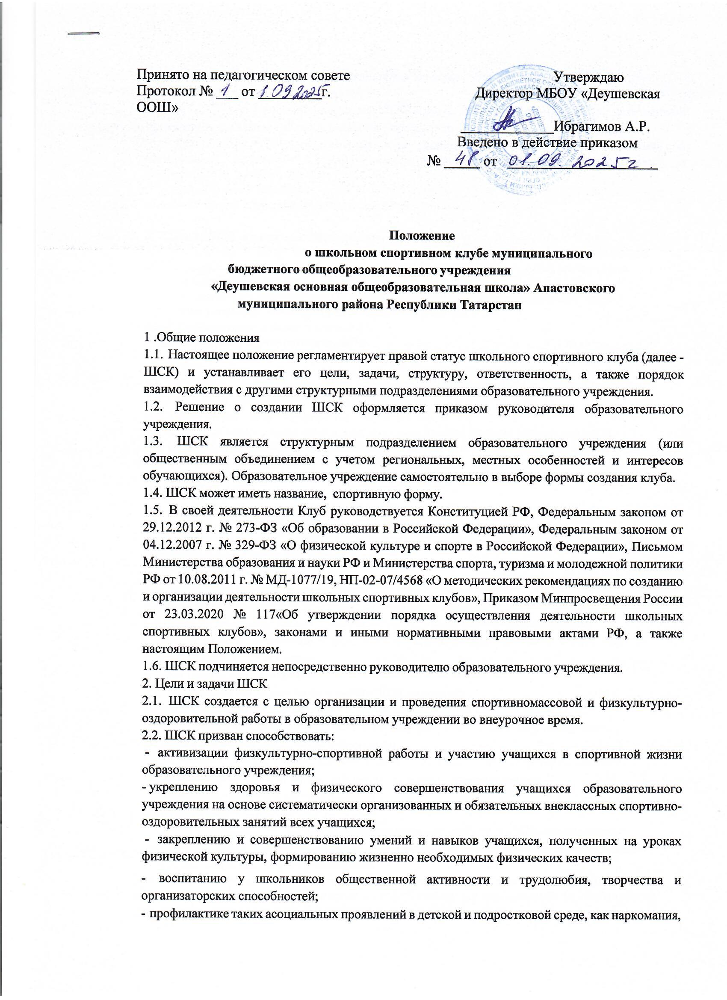 Принято на педагогическом совете
Протокол № 1 от 1.09 2025г.
ООШ»
Утверждаю
Директор МБОУ «Деушевская
Ибрагимов А.Р.
Введено в действие приказом
№ 48 от 01.09.2025г
Положение
о школьном спортивном клубе муниципального
бюджетного общеобразовательного учреждения
«Деушевская основная общеобразовательная школа» Апастовского
муниципального района Республики Татарстан
1 .Общие положения
1.1. Настоящее положение регламентирует правой статус школьного спортивного клуба (далее -
ШСК) и устанавливает его цели, задачи, структуру, ответственность, а также порядок
взаимодействия с другими структурными подразделениями образовательного учреждения.
1.2. Решение о создании ШСК оформляется приказом руководителя образовательного
учреждения.
1.3. ШСК является структурным подразделением образовательного учреждения (или
общественным объединением с учетом региональных, местных особенностей и интересов
обучающихся). Образовательное учреждение самостоятельно в выборе формы создания клуба.
1.4. ШСК может иметь название, спортивную форму.
1.5. В своей деятельности Клуб руководствуется Конституцией РФ, Федеральным законом от
29.12.2012 г. № 273-ФЗ «Об образовании в Российской Федерации», Федеральным законом от
04.12.2007 г. № 329-ФЗ «О физической культуре и спорте в Российской Федерации», Письмом
Министерства образования и науки РФ и Министерства спорта, туризма и молодежной политики
РФ от 10.08.2011 г. № МД-1077/19, НП-02-07/4568 «О методических рекомендациях по созданию
и организации деятельности школьных спортивных клубов», Приказом Минпросвещения России
от 23.03.2020 № 117«Об утверждении порядка осуществления деятельности школьных
спортивных клубов», законами и иными нормативными правовыми актами РФ, а также
настоящим Положением.
1.6. ШСК подчиняется непосредственно руководителю образовательного учреждения.
2. Цели и задачи ШСК
2.1. ШСК создается с целью организации и проведения спортивномассовой и физкультурно-
оздоровительной работы в образовательном учреждении во внеурочное время.
2.2. ШСК призван способствовать:
- активизации физкультурно-спортивной работы и участию учащихся в спортивной жизни
образовательного учреждения;
- укреплению здоровья и физического совершенствования учащихся образовательного
учреждения на основе систематически организованных и обязательных внеклассных спортивно-
оздоровительных занятий всех учащихся;
- закреплению и совершенствованию умений и навыков учащихся, полученных на уроках
физической культуры, формированию жизненно необходимых физических качеств;
- воспитанию у школьников общественной активности и трудолюбия, творчества и
организаторских способностей;
- профилактике таких асоциальных проявлений в детской и подростковой среде, как наркомания,